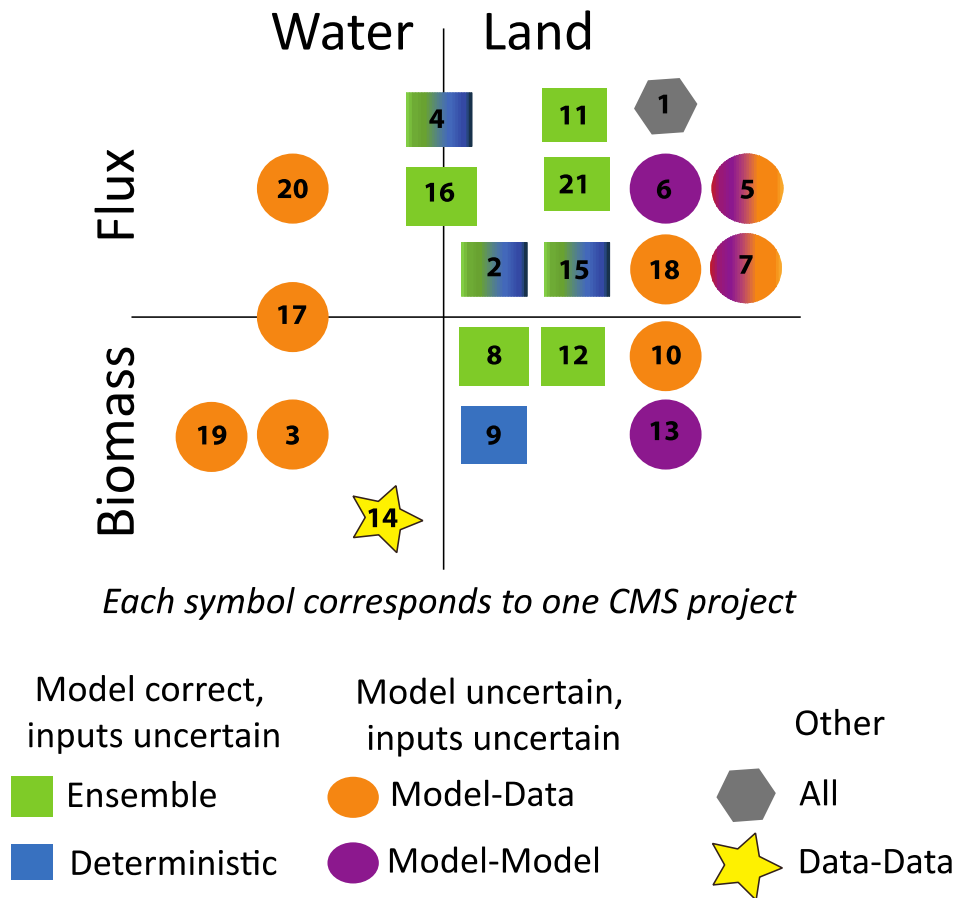 Water Land
Flux
Biomass
4
11
1
20
16
21
6
5
2
15
18
7
17
8
12
10
19
3
9
13
14
Each symbol corresponds to one CMS project
Model correct,
inputs uncertain
Ensemble
Deterministic
Model uncertain,
inputs uncertain
Model-Data
Model-Model
Other
All
Data-Data